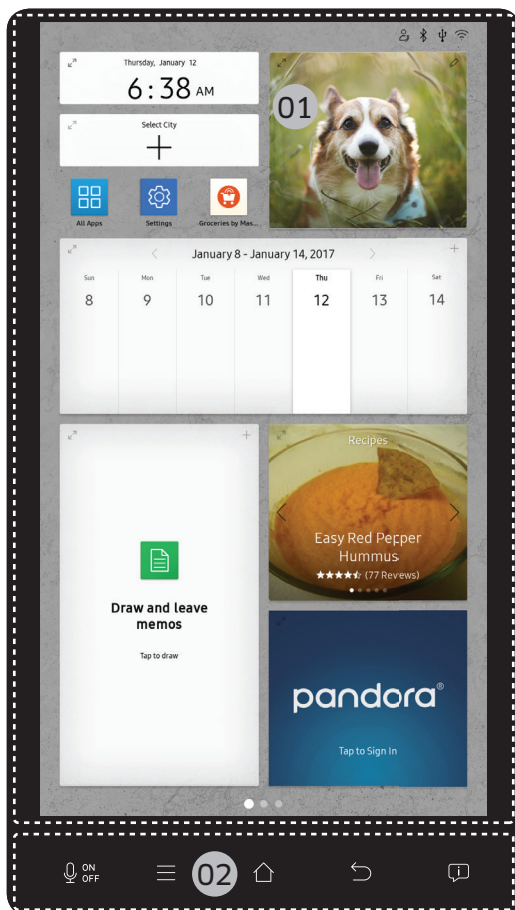 Thursday, January 12
6:38 AM
01
Select City
All Apps
Settings
Groceries by Mas...
January 8 - January 14, 2017
Sun Mon Tue Wed Thu Fri Sat
8 9 10 11 12 13 14
Recipes
Easy Red Pepper
Hummus
(77 Revews)
Draw and leave
memos
Tap to draw
pandora®
Tap to Sign In
ON
OFF
02